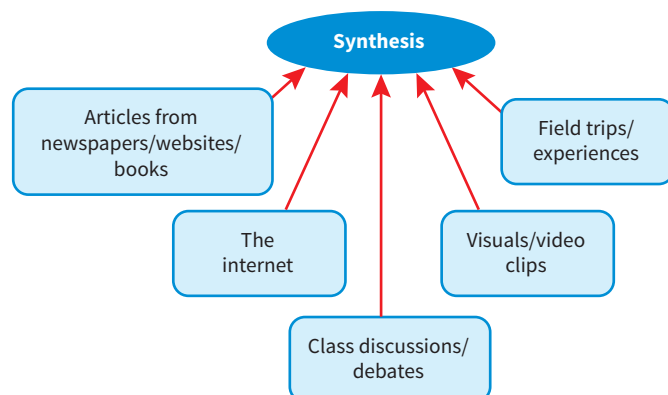 Synthesis
Articles from
newspapers/websites/
books
Field trips/
experiences
The
internet
Visuals/video
clips
Class discussions/
debates